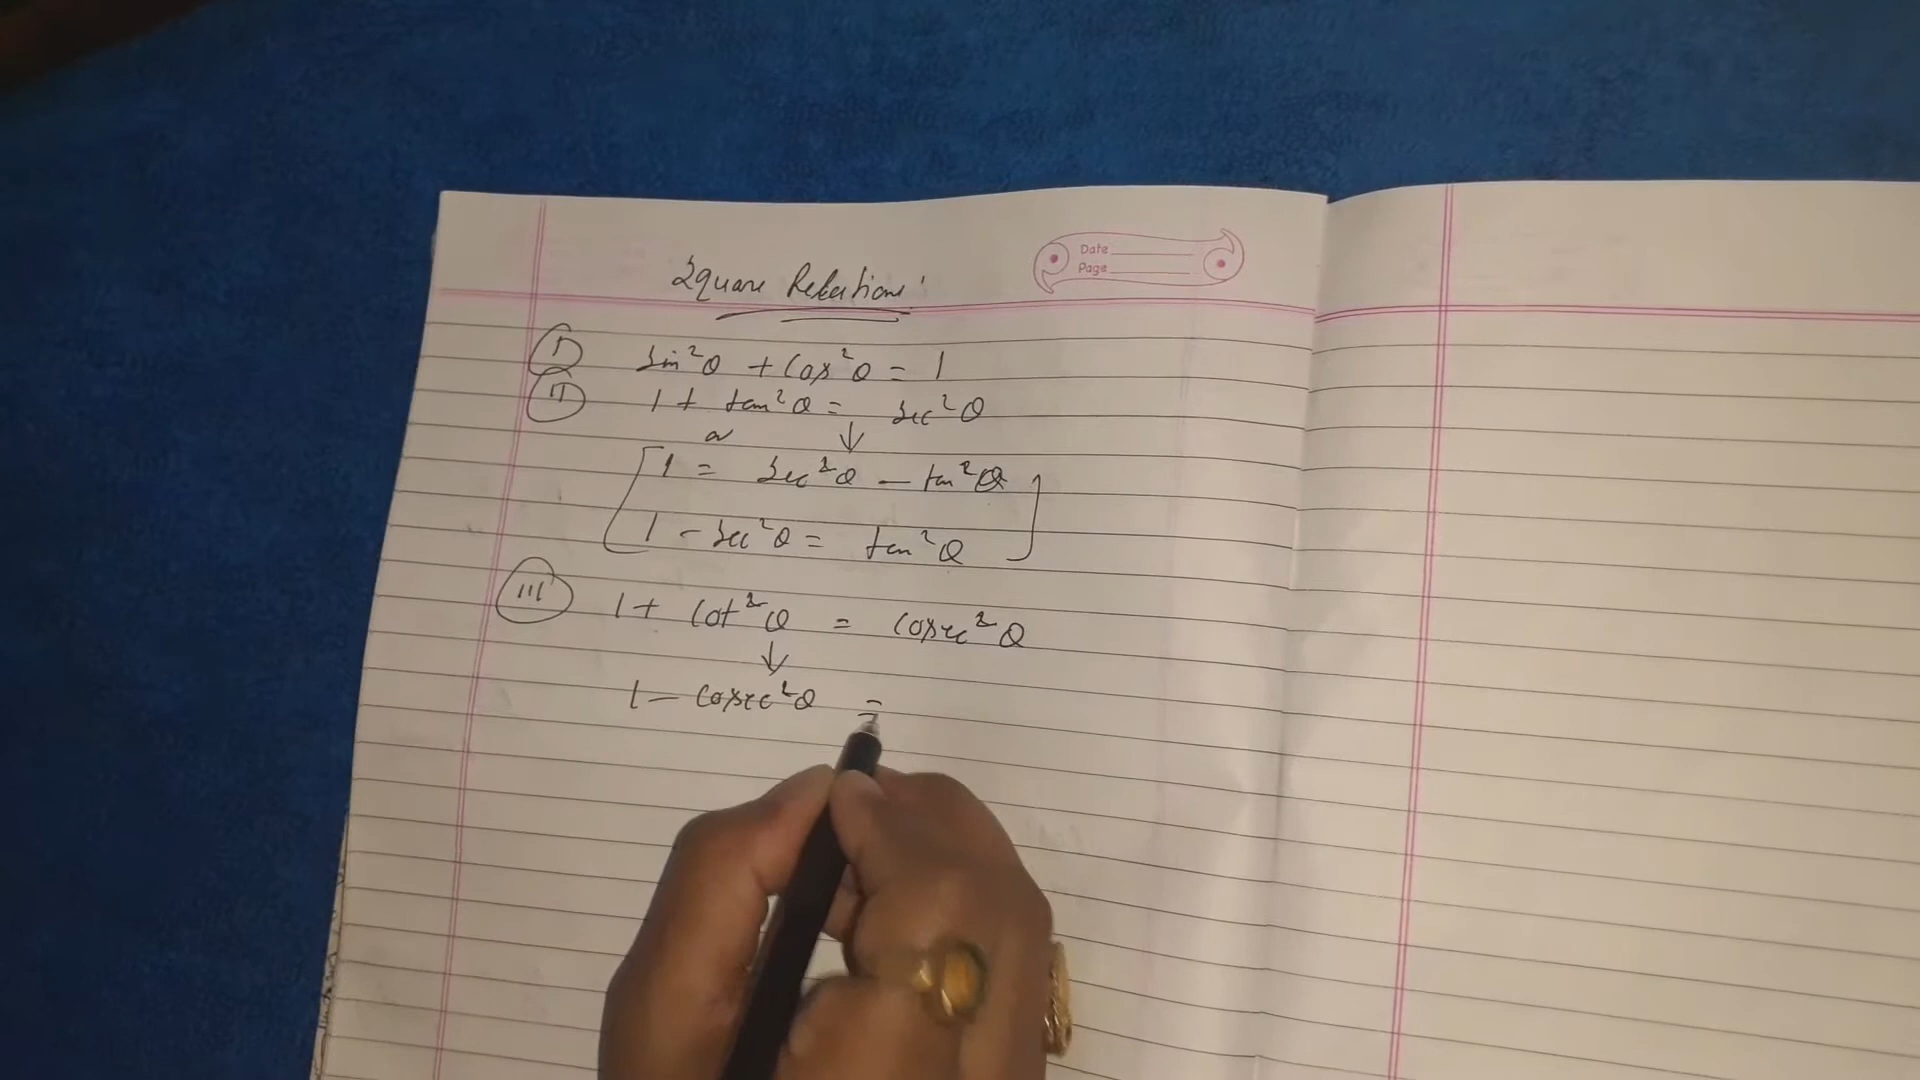 Square Relations
Date
Page
I sin²θ + cos²θ = 1
II 1 + tan²θ = sec²θ
or ↓
1 = sec²θ - tan²θ
1 - sec²θ = tan²θ
III 1 + cot²θ = cosec²θ
↓
1 - cosec²θ =